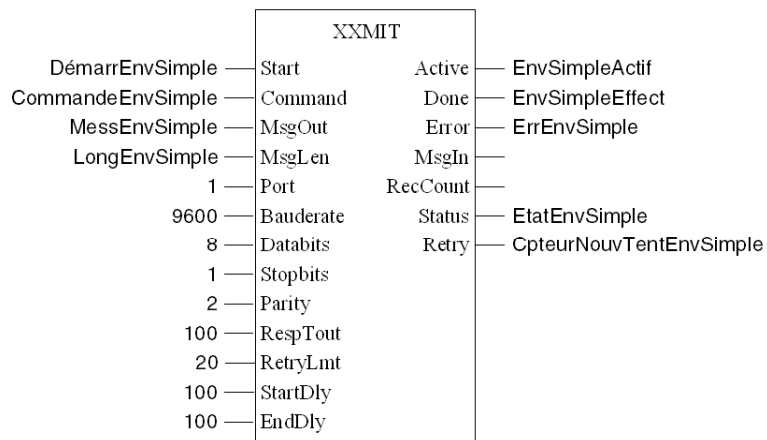 XXMIT
DémarrEnvSimple Start Active EnvSimpleActif
CommandeEnvSimple Command Done EnvSimpleEffect
MessEnvSimple MsgOut Error ErrEnvSimple
LongEnvSimple MsgLen MsgIn
1 Port RecCount
9600 Bauderate Status EtatEnvSimple
8 Databits Retry CpteurNouvTentEnvSimple
1 Stopbits
2 Parity
100 RespTout
20 RetryLmt
100 StartDly
100 EndDly